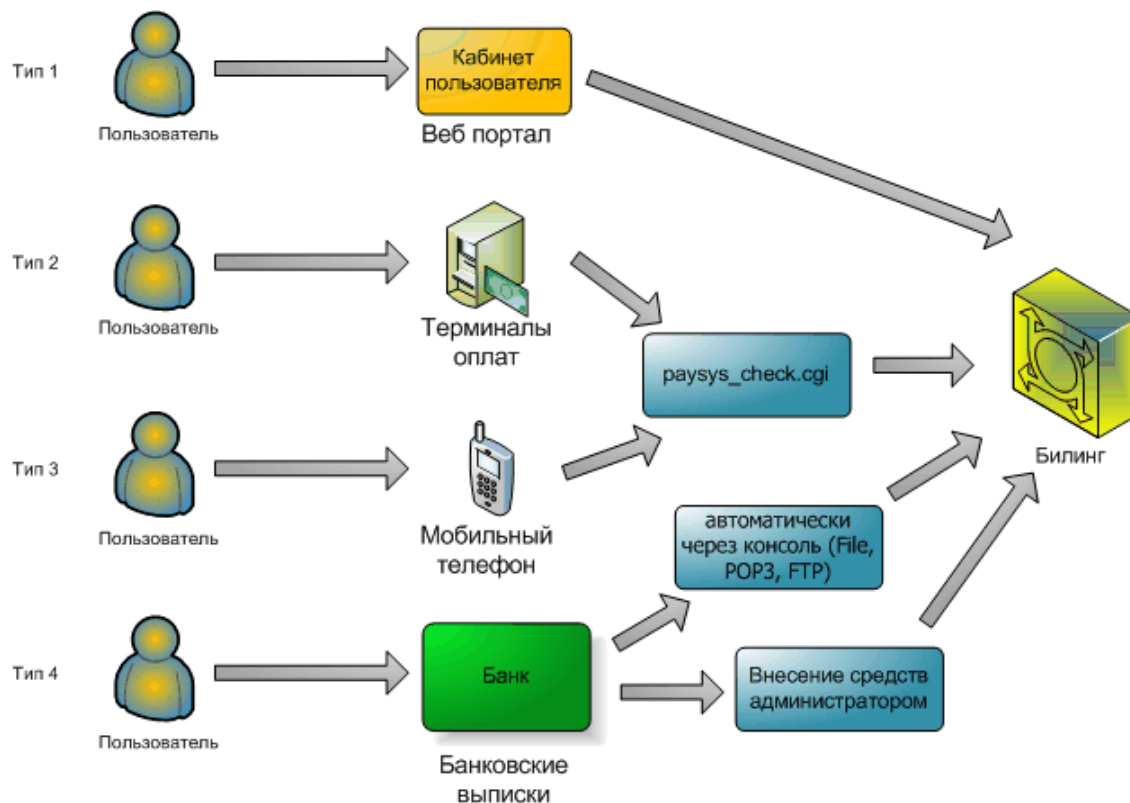 Тип 1
Пользователь
Кабинет
пользователя
Веб портал
Тип 2
Пользователь
Терминалы
оплат
paysys_check.cgi
Билинг
Тип 3
Пользователь
Мобильный
телефон
автоматически
через консоль (File,
POP3, FTP)
Тип 4
Пользователь
Банк
Банковские
выписки
Внесение средств
администратором